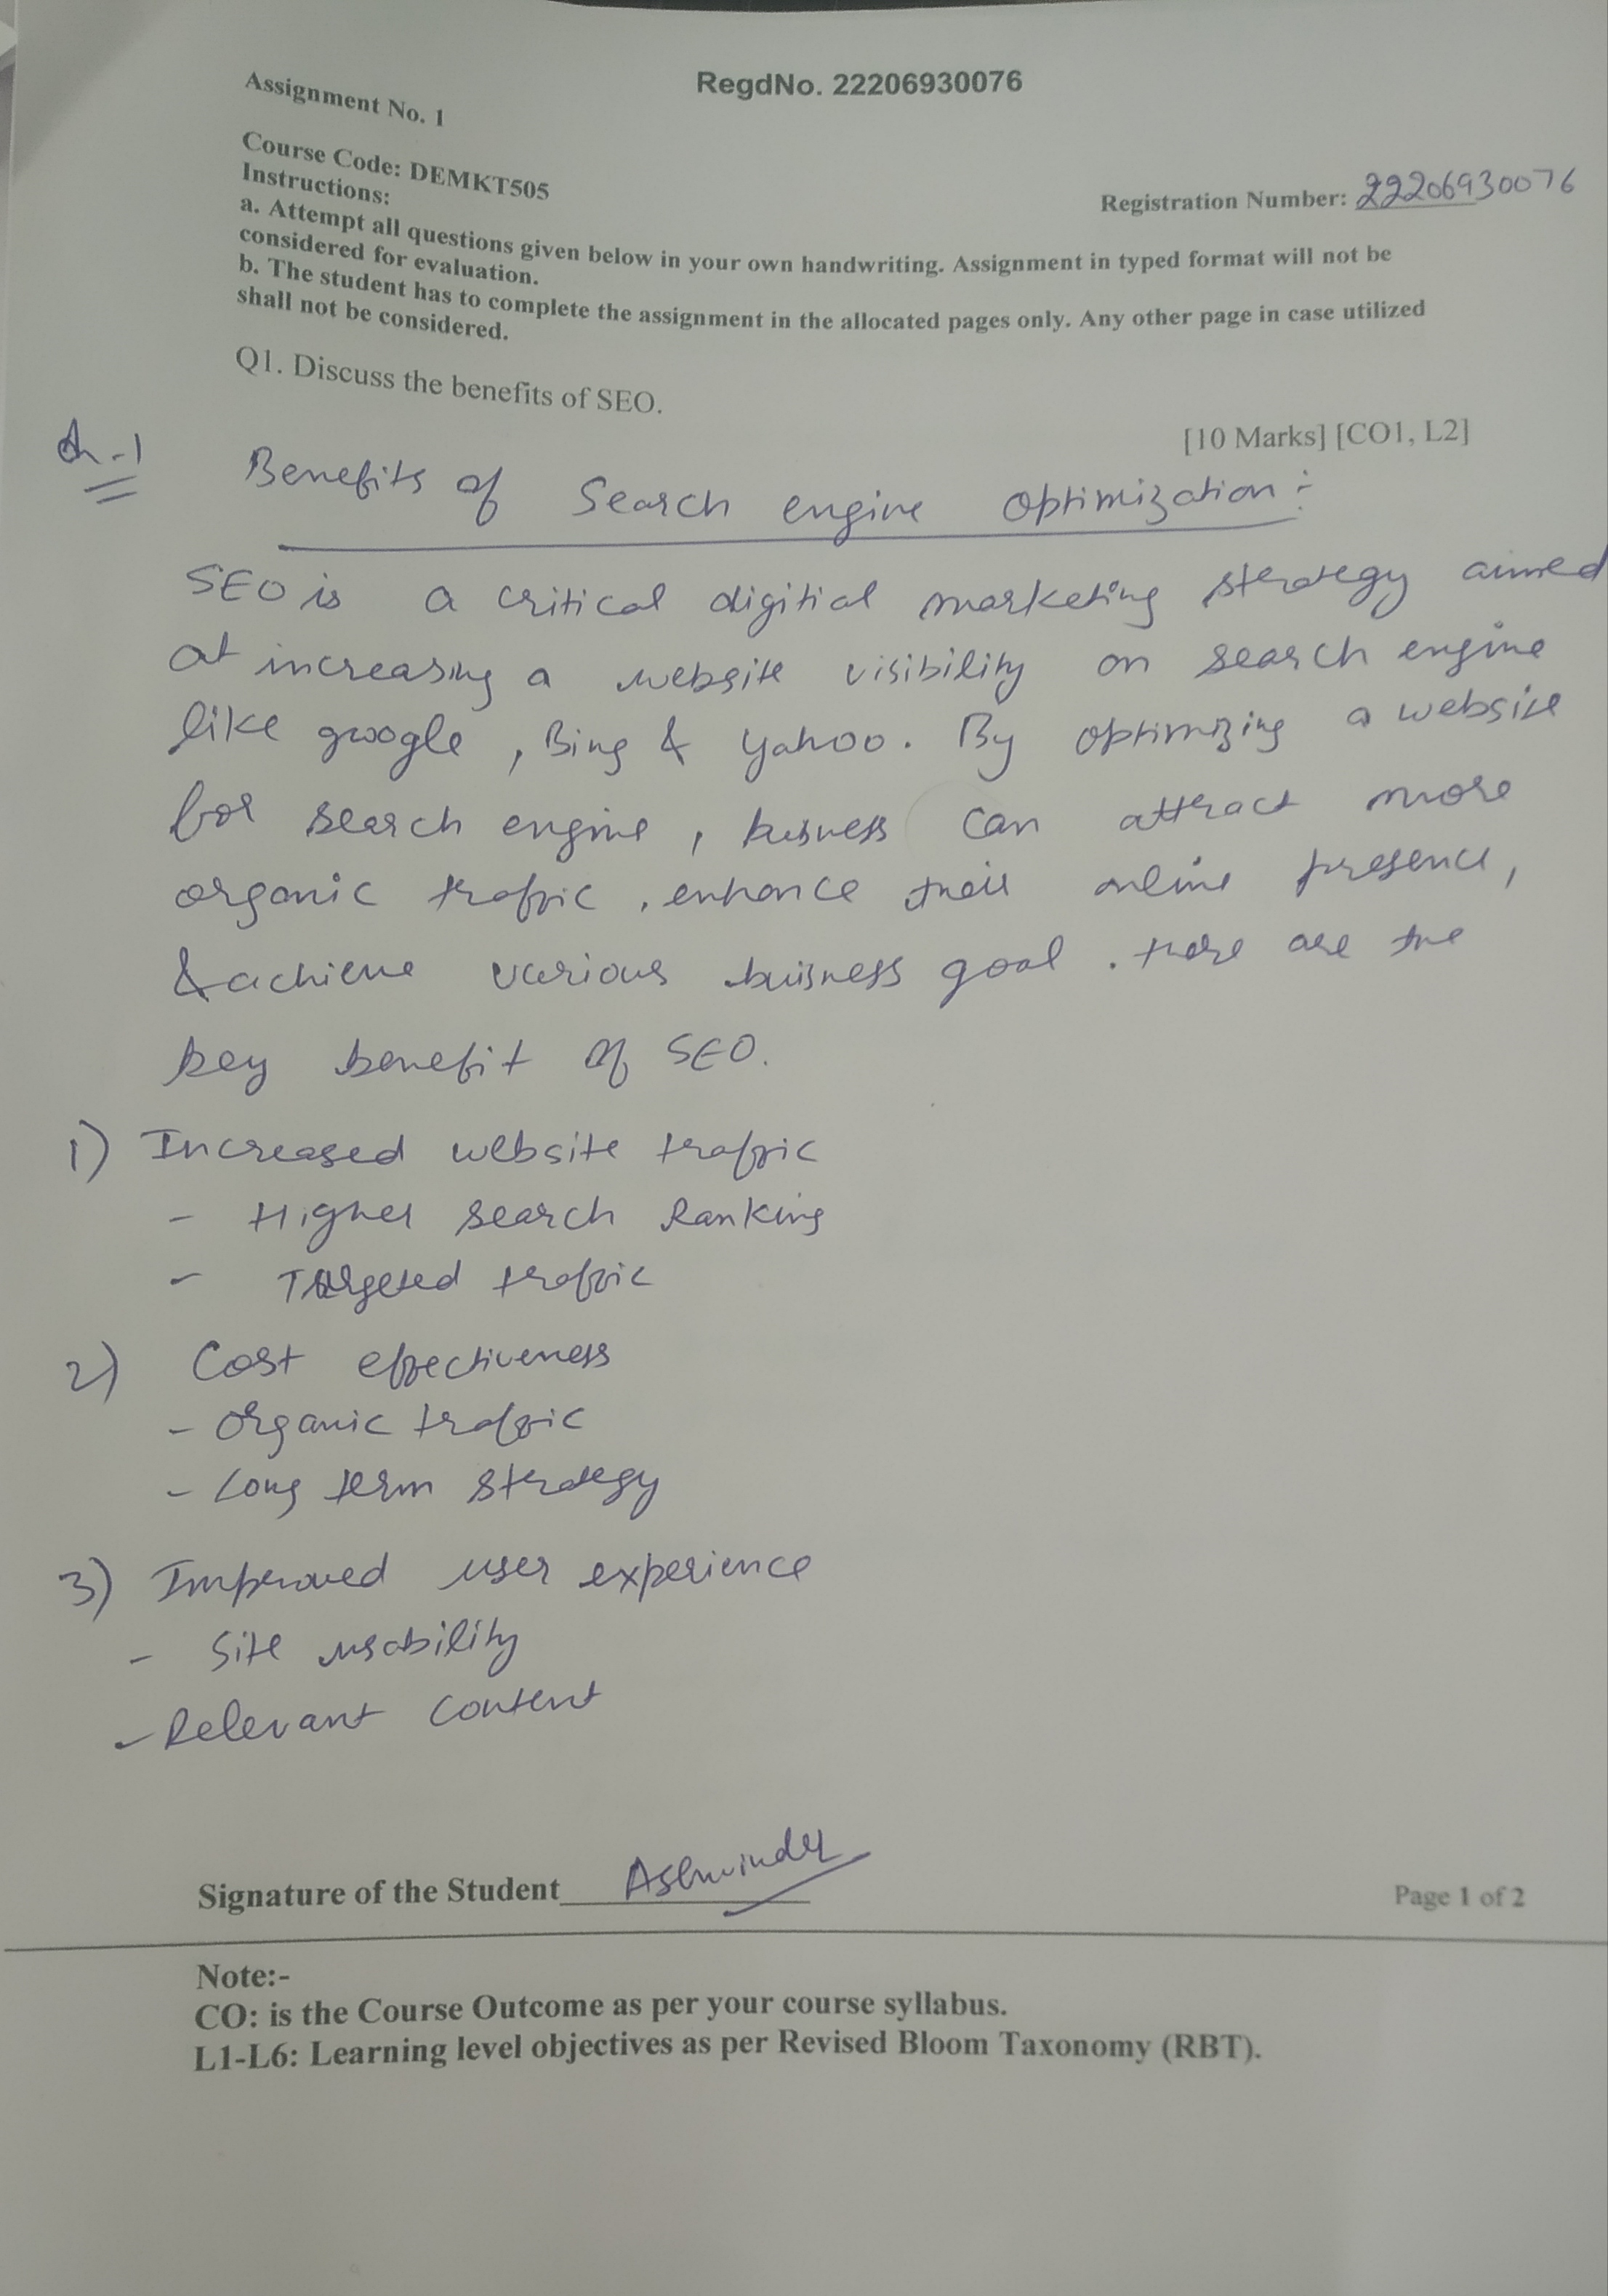 RegdNo. 22206930076
Assignment No. 1
Course Code: DEMKT505
Registration Number: 22206930076
Instructions:
a. Attempt all questions given below in your own handwriting. Assignment in typed format will not be
considered for evaluation.
b. The student has to complete the assignment in the allocated pages only. Any other page in case utilized
shall not be considered.
Q1. Discuss the benefits of SEO.
[10 Marks] [CO1, L2]
Benefits of Search engine Optimization :-
SEO is a critical digitial marketing strategy aimed
at increasing a website visibility on search engine
like google , Bing & yahoo. By optimizing a website
for search engine , busness can attract more
organic traffic , enhance their online presence,
& achieve various buisness goal . there are the
key benefit of SEO.
1) Increased website traffic
- Higher search Ranking
- Targeted traffic
2) Cost effectiveness
- Organic traffic
- Long term strategy
3) Improved user experience
- Site usability
- Relevant content
Signature of the Student
Page 1 of 2
Note:-
CO: is the Course Outcome as per your course syllabus.
L1-L6: Learning level objectives as per Revised Bloom Taxonomy (RBT).